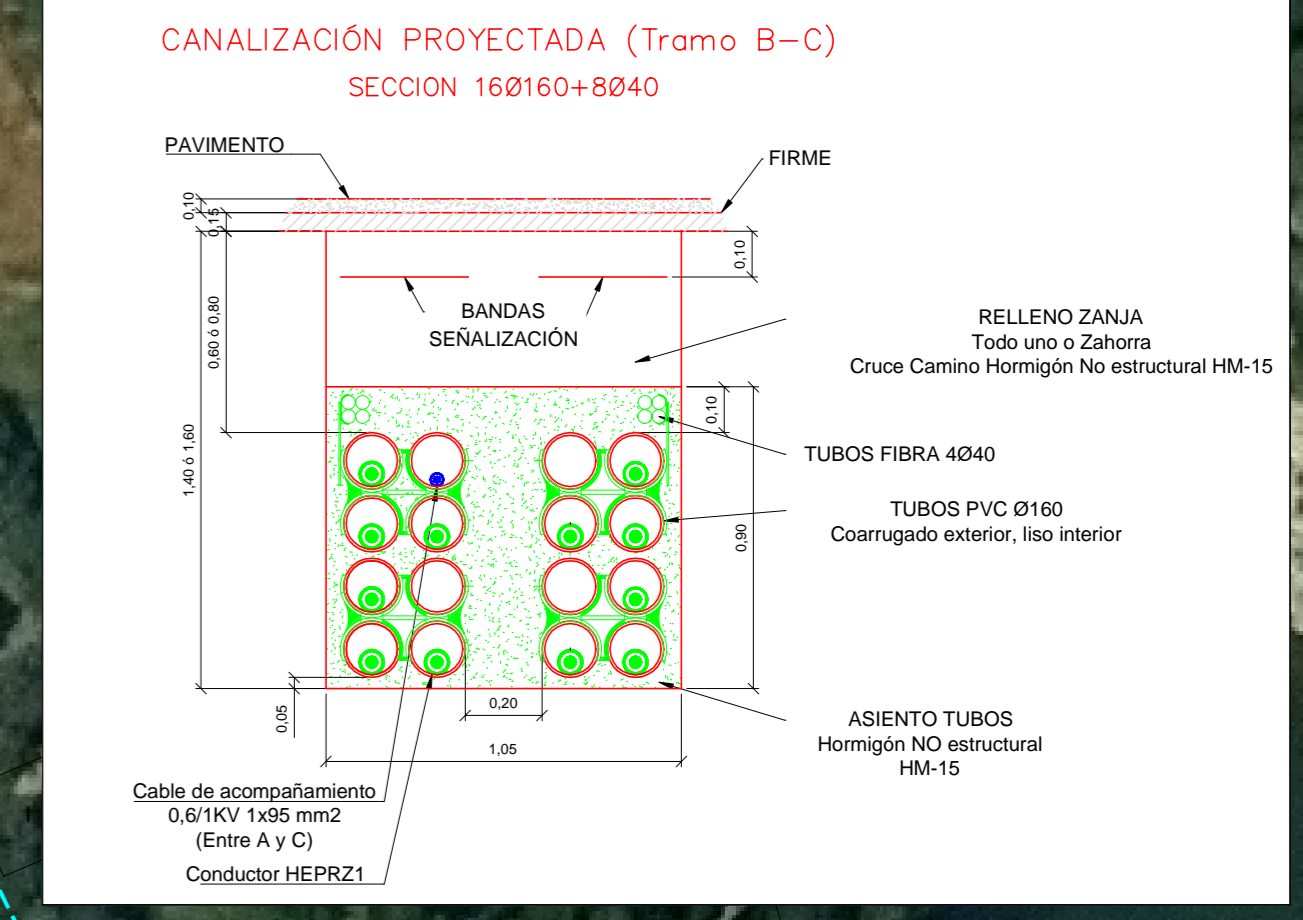 CANALIZACIÓN PROYECTADA (Tramo B-C)
SECCION 16Ø160+8Ø40
PAVIMENTO
FIRME
0,10
0,15
0,10
0,60 ó 0,80
BANDAS
SEÑALIZACIÓN
RELLENO ZANJA
Todo uno o Zahorra
Cruce Camino Hormigón No estructural HM-15
0,10
1,40 ó 1,60
TUBOS FIBRA 4Ø40
TUBOS PVC Ø160
Coarrugado exterior, liso interior
0,90
0,05
0,20
1,05
ASIENTO TUBOS
Hormigón NO estructural
HM-15
Cable de acompañamiento
0,6/1KV 1x95 mm2
(Entre A y C)
Conductor HEPRZ1